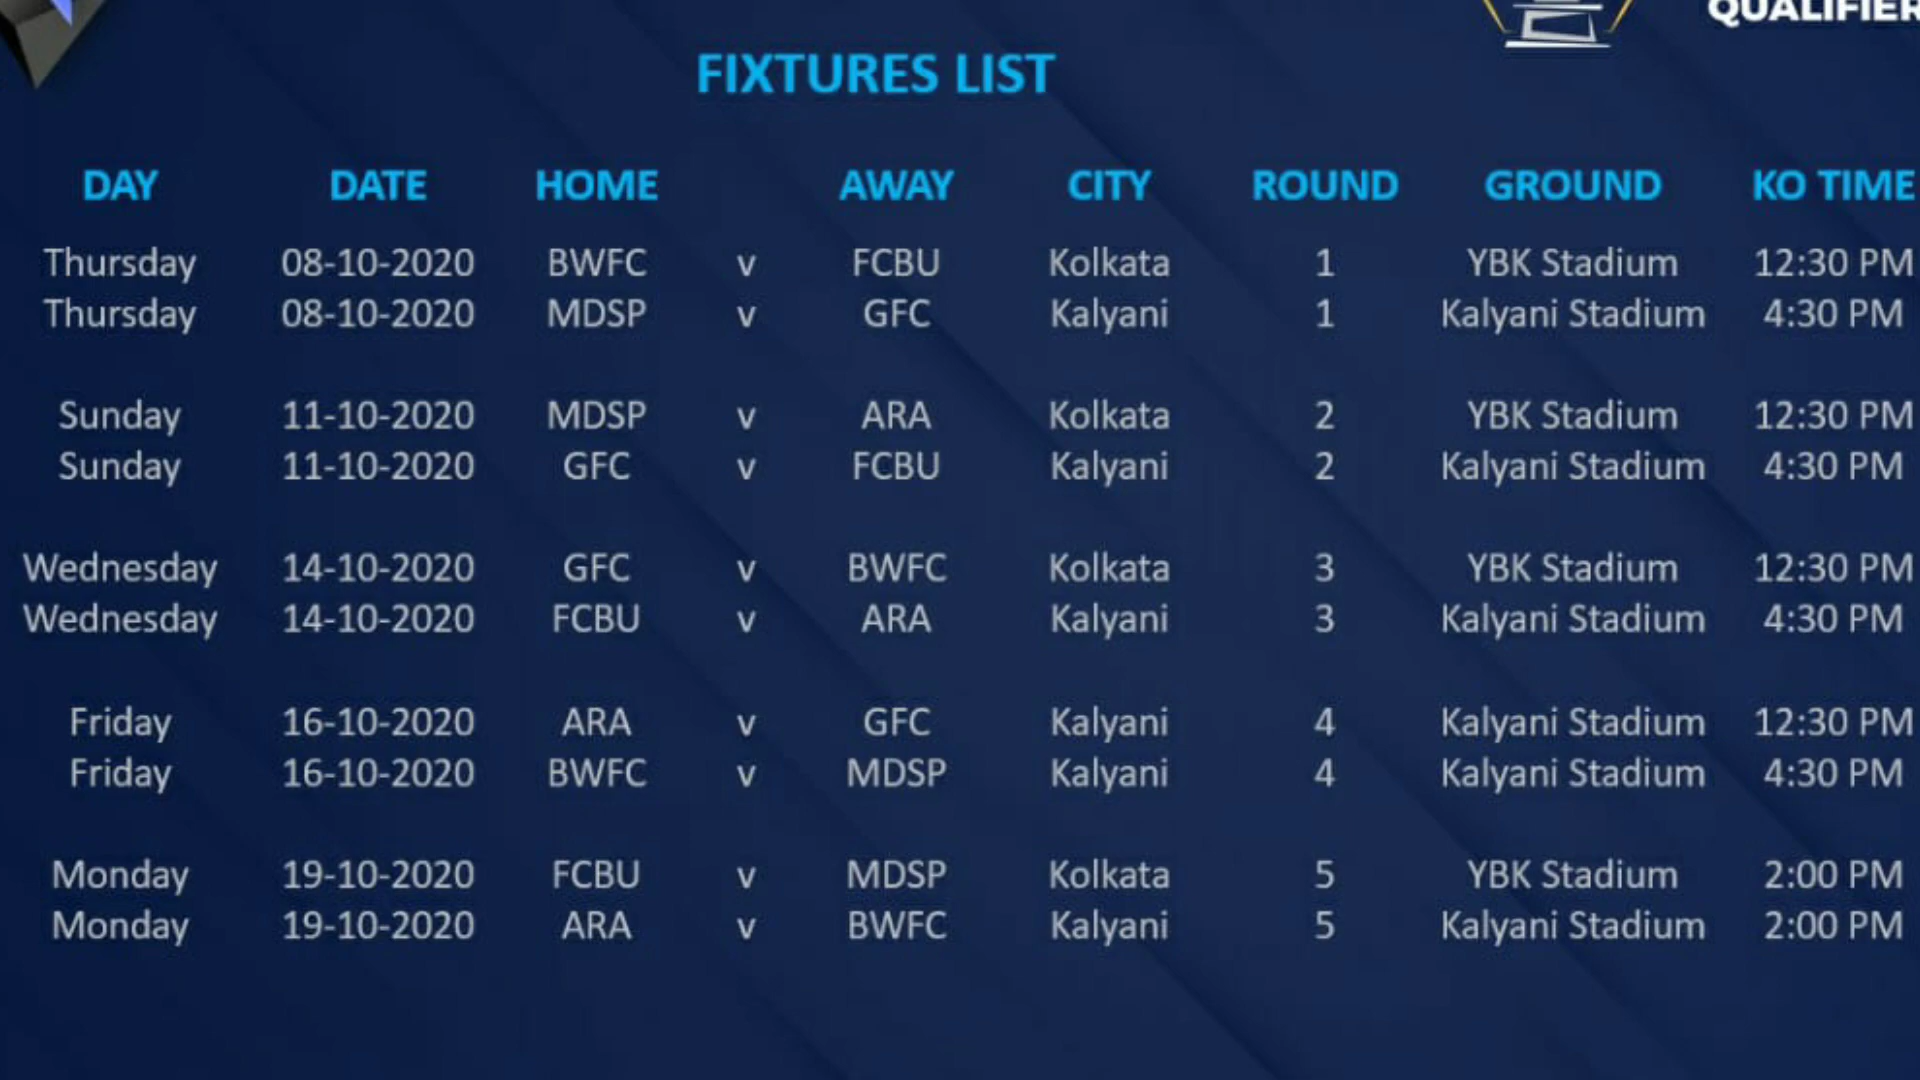 QUALIFIER
FIXTURES LIST
DAY DATE HOME AWAY CITY ROUND GROUND KO TIME
Thursday 08-10-2020 BWFC v FCBU Kolkata 1 YBK Stadium 12:30 PM
Thursday 08-10-2020 MDSP v GFC Kalyani 1 Kalyani Stadium 4:30 PM
Sunday 11-10-2020 MDSP v ARA Kolkata 2 YBK Stadium 12:30 PM
Sunday 11-10-2020 GFC v FCBU Kalyani 2 Kalyani Stadium 4:30 PM
Wednesday 14-10-2020 GFC v BWFC Kolkata 3 YBK Stadium 12:30 PM
Wednesday 14-10-2020 FCBU v ARA Kalyani 3 Kalyani Stadium 4:30 PM
Friday 16-10-2020 ARA v GFC Kalyani 4 Kalyani Stadium 12:30 PM
Friday 16-10-2020 BWFC v MDSP Kalyani 4 Kalyani Stadium 4:30 PM
Monday 19-10-2020 FCBU v MDSP Kolkata 5 YBK Stadium 2:00 PM
Monday 19-10-2020 ARA v BWFC Kalyani 5 Kalyani Stadium 2:00 PM